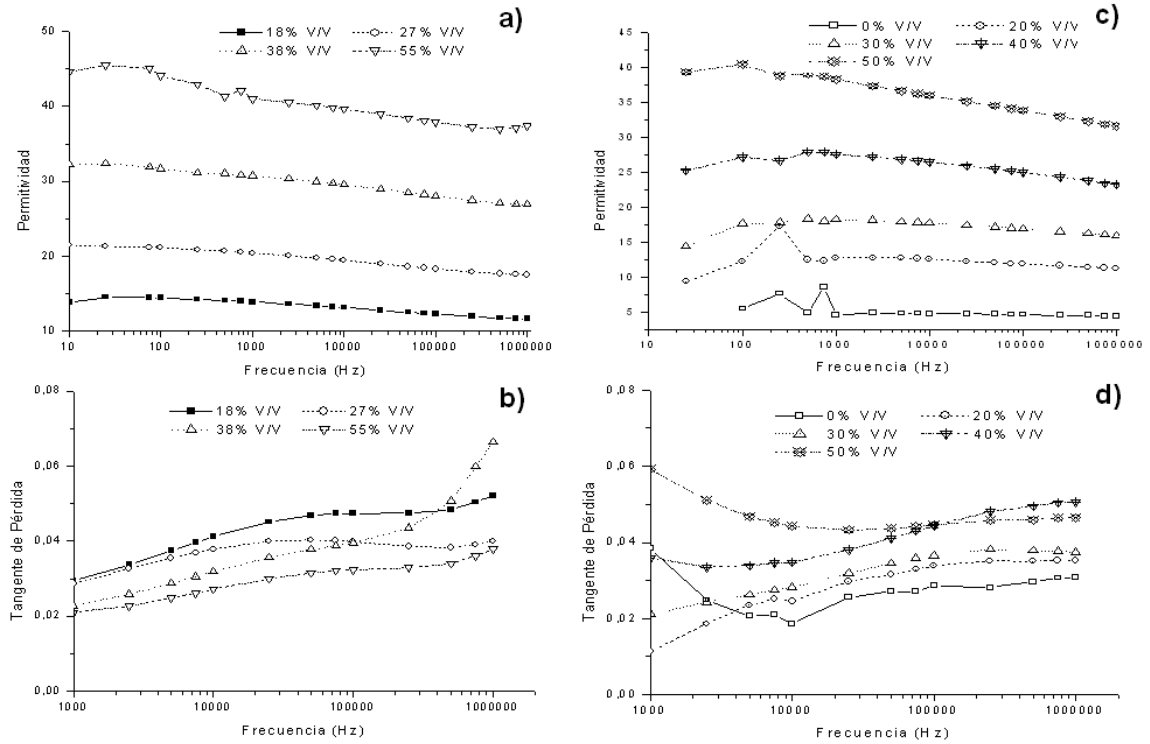 a)
18% V/V
27% V/V
38% V/V
55% V/V
Permitividad
50
40
30
20
10
10
100
1000
10000
100000
1000000
Frecuencia (Hz)
c)
0% V/V
20% V/V
30% V/V
40% V/V
50% V/V
Permitividad
45
40
35
30
25
20
15
10
5
10
100
1000
10000
100000
1000000
Frecuencia (Hz)
b)
18% V/V
27% V/V
38% V/V
55% V/V
Tangente de Pérdida
0,08
0,06
0,04
0,02
0,00
1000
10000
100000
1000000
Frecuencia (Hz)
d)
0% V/V
20% V/V
30% V/V
40% V/V
50% V/V
Tangente de Pérdida
0,08
0,06
0,04
0,02
0,00
1000
10000
100000
1000000
Frecuencia (Hz)